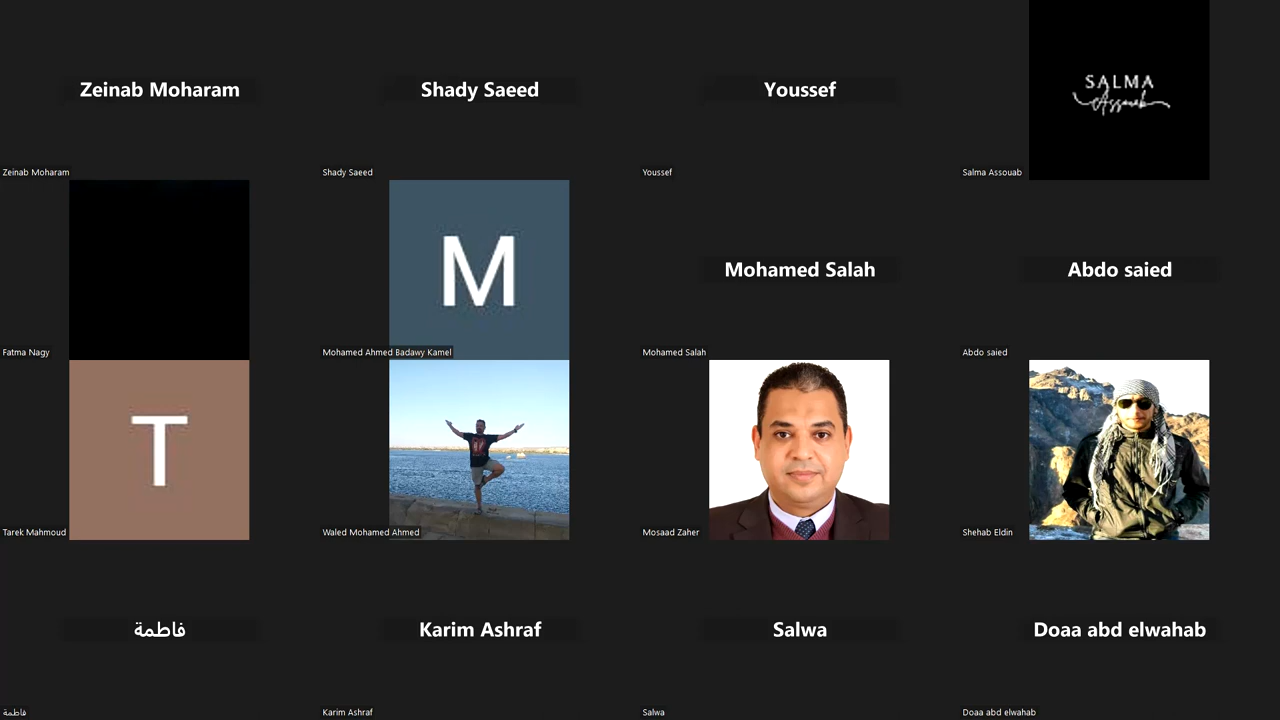 Zeinab Moharam
Shady Saeed
Youssef
SALMA
Assouab
Zeinab Moharam
Shady Saeed
Youssef
Salma Assouab
M
Mohamed Salah
Abdo saied
Fatma Nagy
Mohamed Ahmed Badawy Kamel
Mohamed Salah
Abdo saied
T
Tarek Mahmoud
Waled Mohamed Ahmed
Mosaad Zaher
Shehab Eldin
فاطمة
Karim Ashraf
Salwa
Doaa abd elwahab
فاطمة
Karim Ashraf
Salwa
Doaa abd elwahab